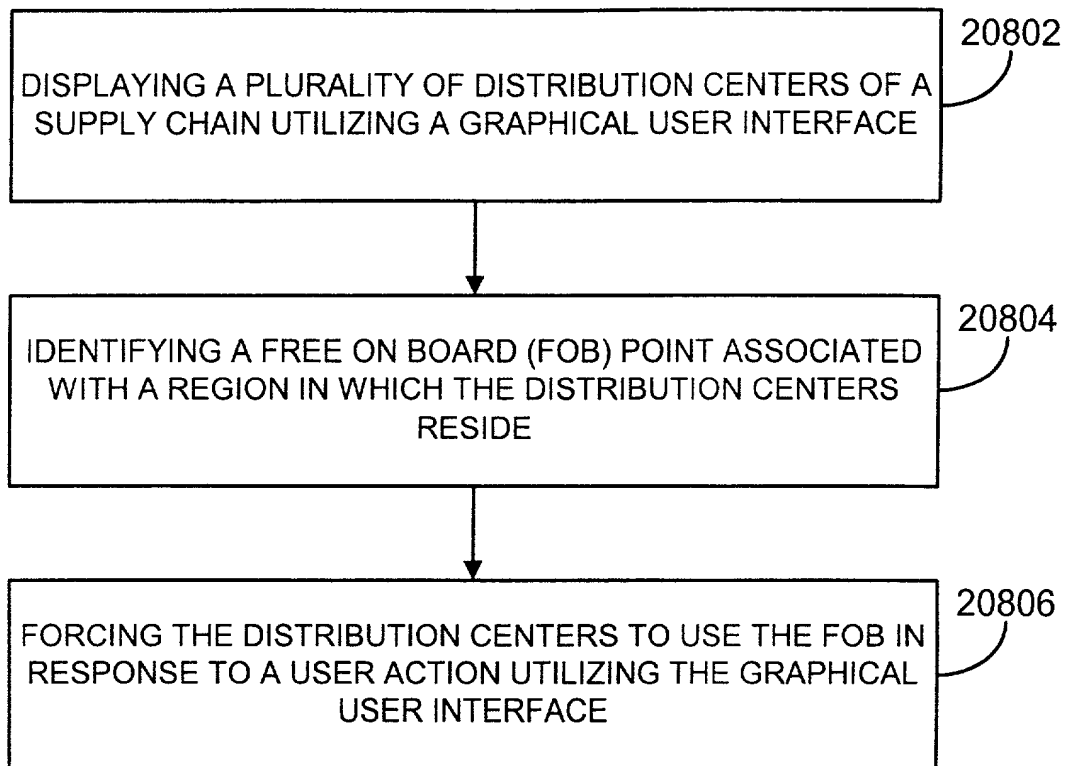 20802
DISPLAYING A PLURALITY OF DISTRIBUTION CENTERS OF A
SUPPLY CHAIN UTILIZING A GRAPHICAL USER INTERFACE
20804
IDENTIFYING A FREE ON BOARD (FOB) POINT ASSOCIATED
WITH A REGION IN WHICH THE DISTRIBUTION CENTERS
RESIDE
20806
FORCING THE DISTRIBUTION CENTERS TO USE THE FOB IN
RESPONSE TO A USER ACTION UTILIZING THE GRAPHICAL
USER INTERFACE